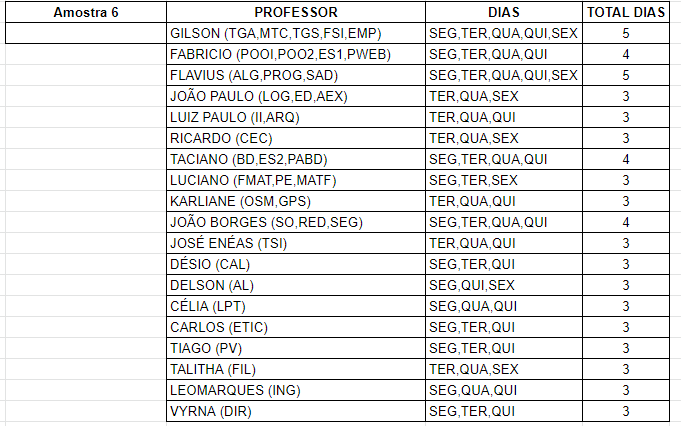 Amostra 6 PROFESSOR DIAS TOTAL DIAS
GILSON (TGA,MTC,TGS,FSI,EMP) SEG,TER,QUA,QUI,SEX 5
FABRICIO (POOI,POO2,ES1,PWEB) SEG,TER,QUA,QUI 4
FLAVIUS (ALG,PROG,SAD) SEG,TER,QUA,QUI,SEX 5
JOÃO PAULO (LOG,ED,AEX) TER,QUA,SEX 3
LUIZ PAULO (II,ARQ) TER,QUA,QUI 3
RICARDO (CEC) TER,QUA,SEX 3
TACIANO (BD,ES2,PABD) SEG,TER,QUA,QUI 4
LUCIANO (FMAT,PE,MATF) SEG,TER,SEX 3
KARLIANE (OSM,GPS) TER,QUA,QUI 3
JOÃO BORGES (SO,RED,SEG) SEG,TER,QUA,QUI 4
JOSÉ ENÉAS (TSI) TER,QUA,QUI 3
DÉSIO (CAL) SEG,TER,QUI 3
DELSON (AL) SEG,QUI,SEX 3
CÉLIA (LPT) SEG,QUA,QUI 3
CARLOS (ETIC) SEG,TER,QUI 3
TIAGO (PV) SEG,TER,QUI 3
TALITHA (FIL) TER,QUA,SEX 3
LEOMARQUES (ING) SEG,QUA,QUI 3
VYRNA (DIR) SEG,TER,QUI 3